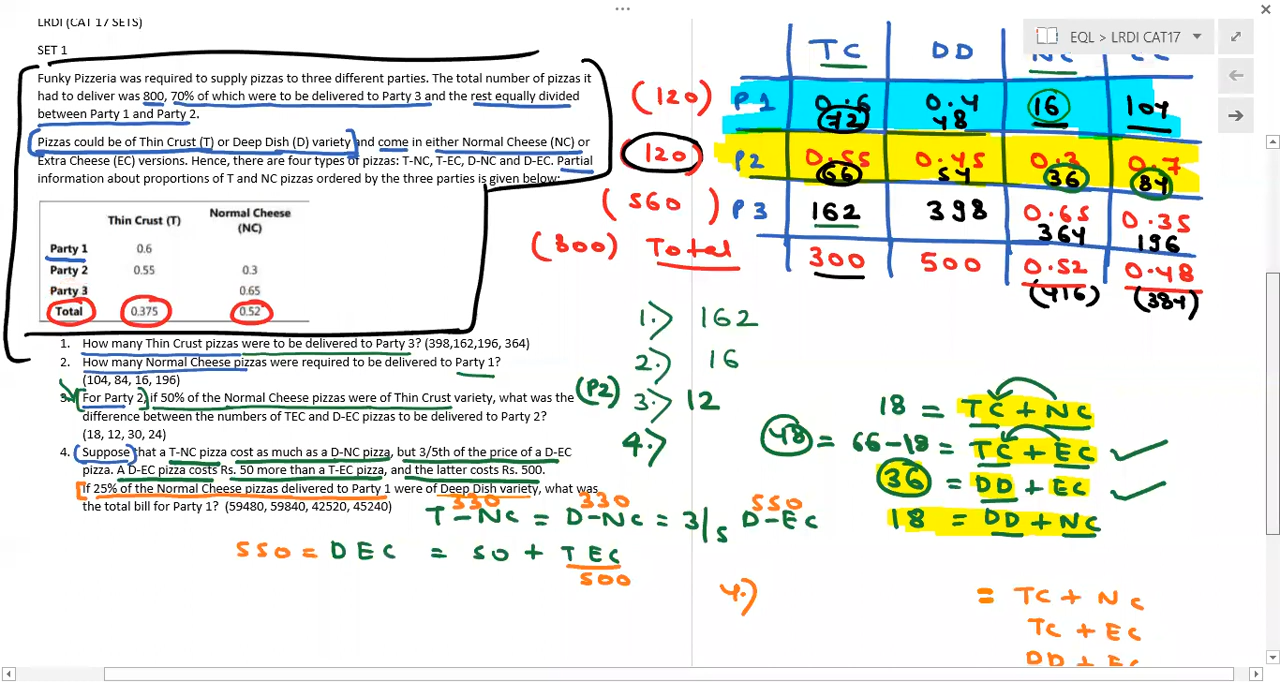 LRDI (CAT 17 SETS)
SET 1
Funky Pizzeria was required to supply pizzas to three different parties. The total number of pizzas it
had to deliver was 800, 70% of which were to be delivered to Party 3 and the rest equally divided
between Party 1 and Party 2.
Pizzas could be of Thin Crust (T) or Deep Dish (D) variety and come in either Normal Cheese (NC) or
Extra Cheese (EC) versions. Hence, there are four types of pizzas: T-NC, T-EC, D-NC and D-EC. Partial
information about proportions of T and NC pizzas ordered by the three parties is given below:
Thin Crust (T) Normal Cheese (NC)
Party 1 0.6
Party 2 0.55 0.3
Party 3 0.65
Total 0.375 0.52
1. How many Thin Crust pizzas were to be delivered to Party 3? (398,162,196, 364)
2. How many Normal Cheese pizzas were required to be delivered to Party 1?
(104, 84, 16, 196)
3. For Party 2, if 50% of the Normal Cheese pizzas were of Thin Crust variety, what was the
difference between the numbers of TEC and D-EC pizzas to be delivered to Party 2?
(18, 12, 30, 24)
4. Suppose that a T-NC pizza cost as much as a D-NC pizza, but 3/5th of the price of a D-EC
pizza. A D-EC pizza costs Rs. 50 more than a T-EC pizza, and the latter costs Rs. 500.
If 25% of the Normal Cheese pizzas delivered to Party 1 were of Deep Dish variety, what was
the total bill for Party 1? (59480, 59840, 42520, 45240)
330 330 550
T-NC = D-NC = 3/5 D-EC
550 = DEC = 50 + TEC
500
EQL > LRDI CAT17
TC DD NC
(120) P1 0.6 0.4 16 104
72 48
120 P2 0.55 0.45 0.3 0.7
66 54 36 84
(560) P3 162 398 0.65 0.35
364 196
(300) Total 300 500 0.52 0.48
(416) (384)
1.) 162
2.) 16
(P2) 3.) 12
4.)
18 = TC + NC
48 = 66-18 = TC + EC
36 = DD + EC
18 = DD + NC
4.)
= TC + NC
TC + EC
DD + EC